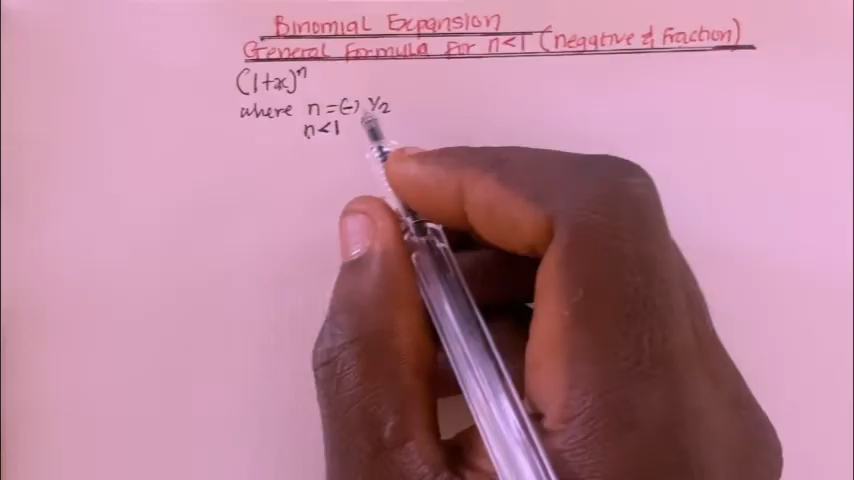 Binomial Expansion
General Formula for n<1 (negative & Fraction)
(1+x)ⁿ
where n = (-) 1/2
n<1